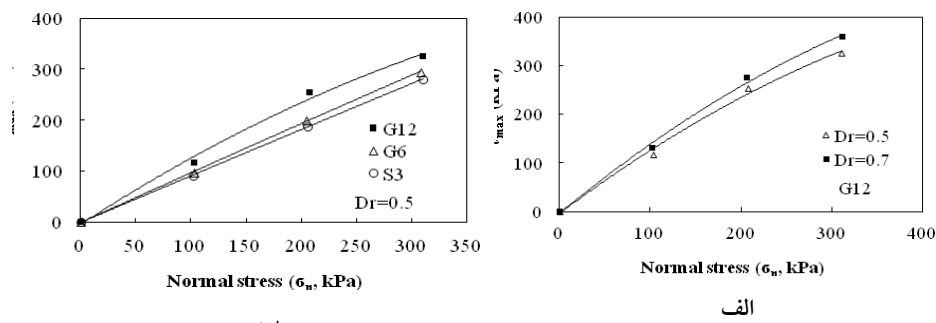 400
300
200
100
0
G12
G6
S3
Dr=0.5
0 50 100 150 200 250 300 350
Normal stress (σn, kPa)
400
300
200
100
0
max
Dr=0.5
Dr=0.7
G12
0 100 200 300 400
Normal stress (σn, kPa)
الف